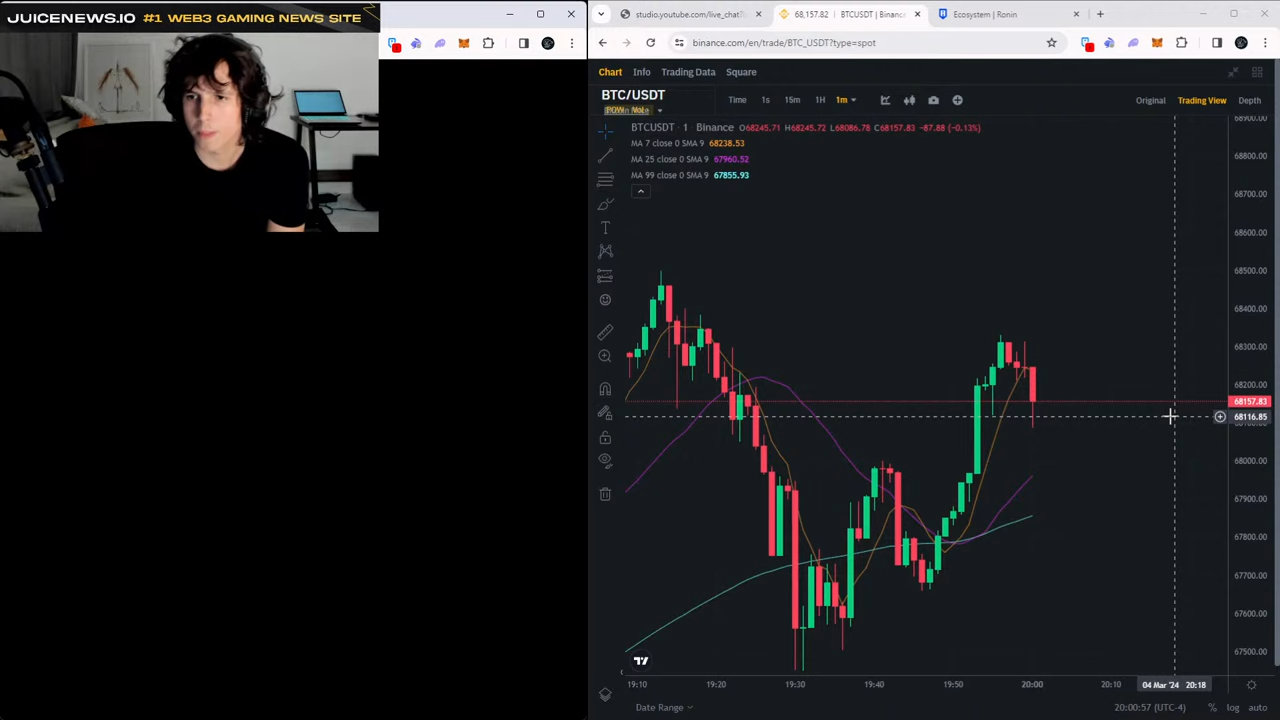 JUICENEWS.IO #1 WEB3 GAMING NEWS SITE
studio.youtube.com/live_chat?i
68,157.82 | BTCUSDT | Binance
Ecosystem | Ronin
binance.com/en/trade/BTC_USDT?type=spot
Chart Info Trading Data Square
BTC/USDT
Time 1s 15m 1H 1m
Original Trading View Depth
BTCUSDT · 1 Binance O68245.71 H68245.72 L68086.78 C68157.83 -87.88 (-0.13%)
MA 7 close 0 SMA 9 68238.53
MA 25 close 0 SMA 9 67960.52
MA 99 close 0 SMA 9 67855.93
68900.00
68800.00
68700.00
68600.00
68500.00
68400.00
68300.00
68200.00
68157.83
68116.85
68000.00
67900.00
67800.00
67700.00
67600.00
67500.00
19:10 19:20 19:30 19:40 19:50 20:00 20:10 04 Mar '24 20:18
Date Range 20:00:57 (UTC-4) % log auto